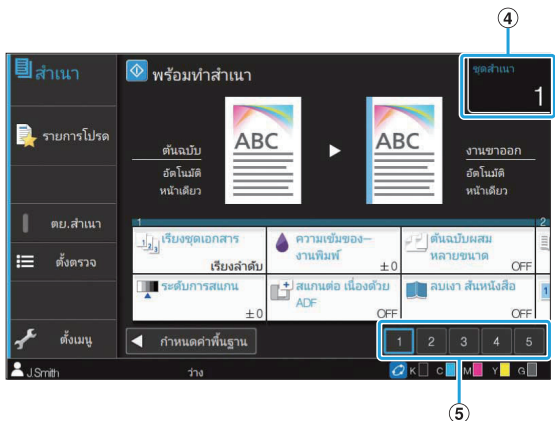 ④
สำเนา
พร้อมทำสำเนา
ชุดสำเนา
1
รายการโปรด
ABC
ABC
ต้นฉบับ
อัตโนมัติ
หน้าเดียว
งานขาออก
อัตโนมัติ
หน้าเดียว
ตย.สำเนา
ตั้งตรวจ
ตั้งเมนู
1
2
เรียงชุดเอกสาร
เรียงลำดับ
ความเข้มของ–
งานพิมพ์
±0
ต้นฉบับผสม
หลายขนาด
OFF
ระดับการสแกน
±0
สแกนต่อ เนื่องด้วย
ADF
OFF
ลบเงา สันหนังสือ
OFF
กำหนดค่าพื้นฐาน
1 2 3 4 5
J.Smith
ว่าง
K C M Y G
⑤